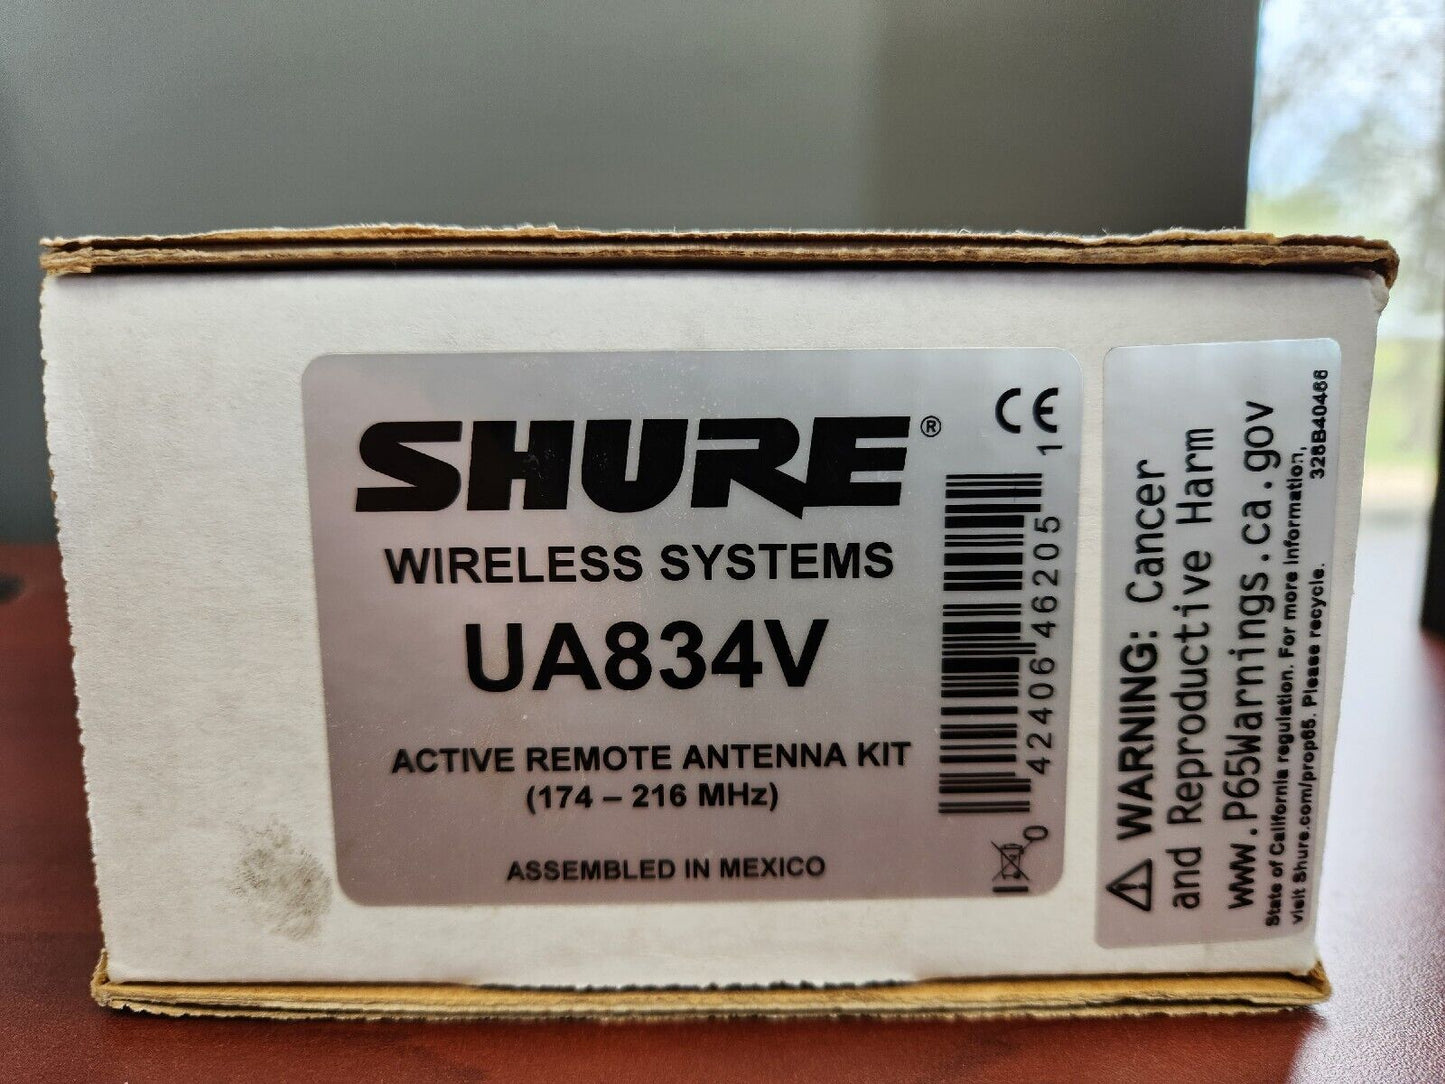 SHURE®
WIRELESS SYSTEMS
UA834V
ACTIVE REMOTE ANTENNA KIT
(174 – 216 MHz)
ASSEMBLED IN MEXICO
CE
0 42406 46205 1
⚠ WARNING: Cancer
and Reproductive Harm
www.P65Warnings.ca.gov
State of California regulation. For more information,
visit Shure.com/prop65. Please recycle.
32BB40466